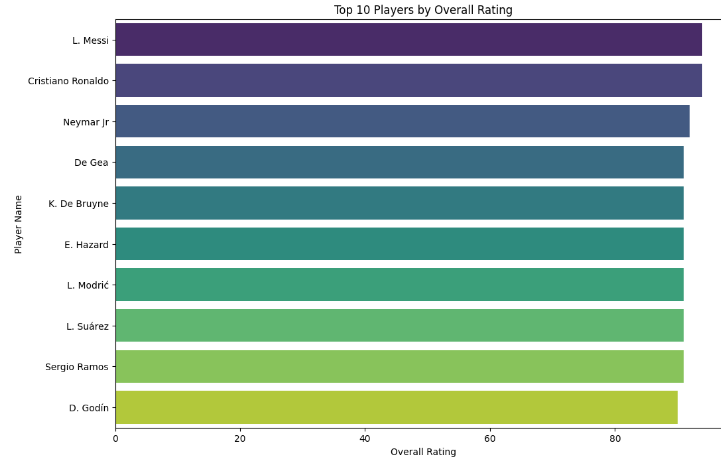 Top 10 Players by Overall Rating
L. Messi
Cristiano Ronaldo
Neymar Jr
De Gea
K. De Bruyne
E. Hazard
L. Modrić
L. Suárez
Sergio Ramos
D. Godín
Player Name
0 20 40 60 80
Overall Rating